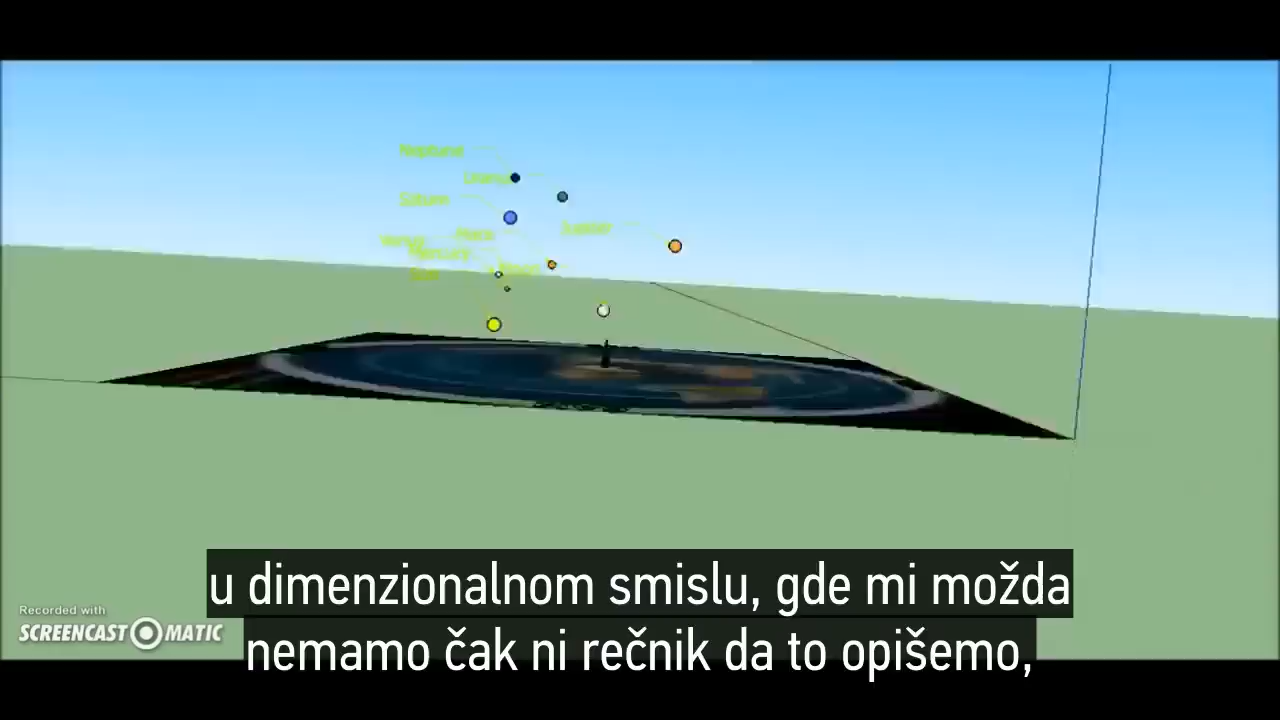 Neptune
Saturn
Jupiter
Mars
Venus
Mercury
Sun
u dimenzionalnom smislu, gde mi možda
nemamo čak ni rečnik da to opišemo,
Recorded with
SCREENCAST MATIC